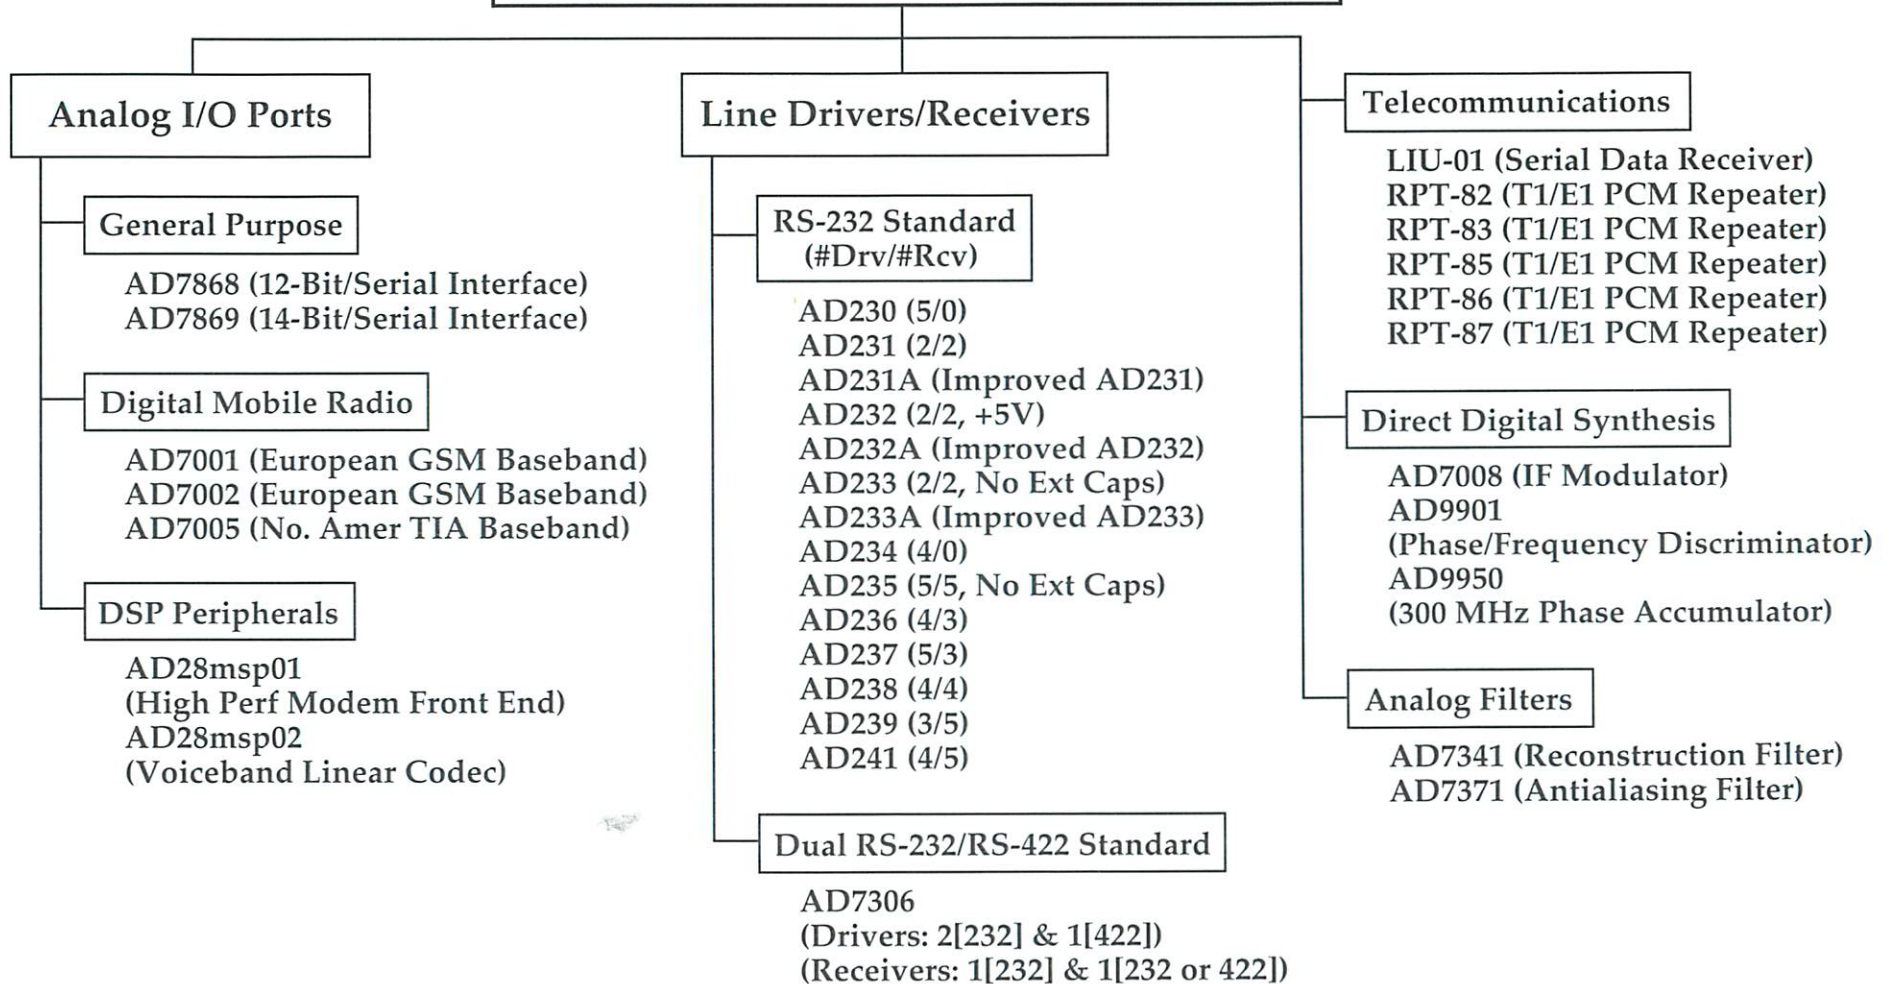 Analog I/O Ports
General Purpose
AD7868 (12-Bit/Serial Interface)
AD7869 (14-Bit/Serial Interface)
Digital Mobile Radio
AD7001 (European GSM Baseband)
AD7002 (European GSM Baseband)
AD7005 (No. Amer TIA Baseband)
DSP Peripherals
AD28msp01
(High Perf Modem Front End)
AD28msp02
(Voiceband Linear Codec)
Line Drivers/Receivers
RS-232 Standard
(#Drv/#Rcv)
AD230 (5/0)
AD231 (2/2)
AD231A (Improved AD231)
AD232 (2/2, +5V)
AD232A (Improved AD232)
AD233 (2/2, No Ext Caps)
AD233A (Improved AD233)
AD234 (4/0)
AD235 (5/5, No Ext Caps)
AD236 (4/3)
AD237 (5/3)
AD238 (4/4)
AD239 (3/5)
AD241 (4/5)
Dual RS-232/RS-422 Standard
AD7306
(Drivers: 2[232] & 1[422])
(Receivers: 1[232] & 1[232 or 422])
Telecommunications
LIU-01 (Serial Data Receiver)
RPT-82 (T1/E1 PCM Repeater)
RPT-83 (T1/E1 PCM Repeater)
RPT-85 (T1/E1 PCM Repeater)
RPT-86 (T1/E1 PCM Repeater)
RPT-87 (T1/E1 PCM Repeater)
Direct Digital Synthesis
AD7008 (IF Modulator)
AD9901
(Phase/Frequency Discriminator)
AD9950
(300 MHz Phase Accumulator)
Analog Filters
AD7341 (Reconstruction Filter)
AD7371 (Antialiasing Filter)